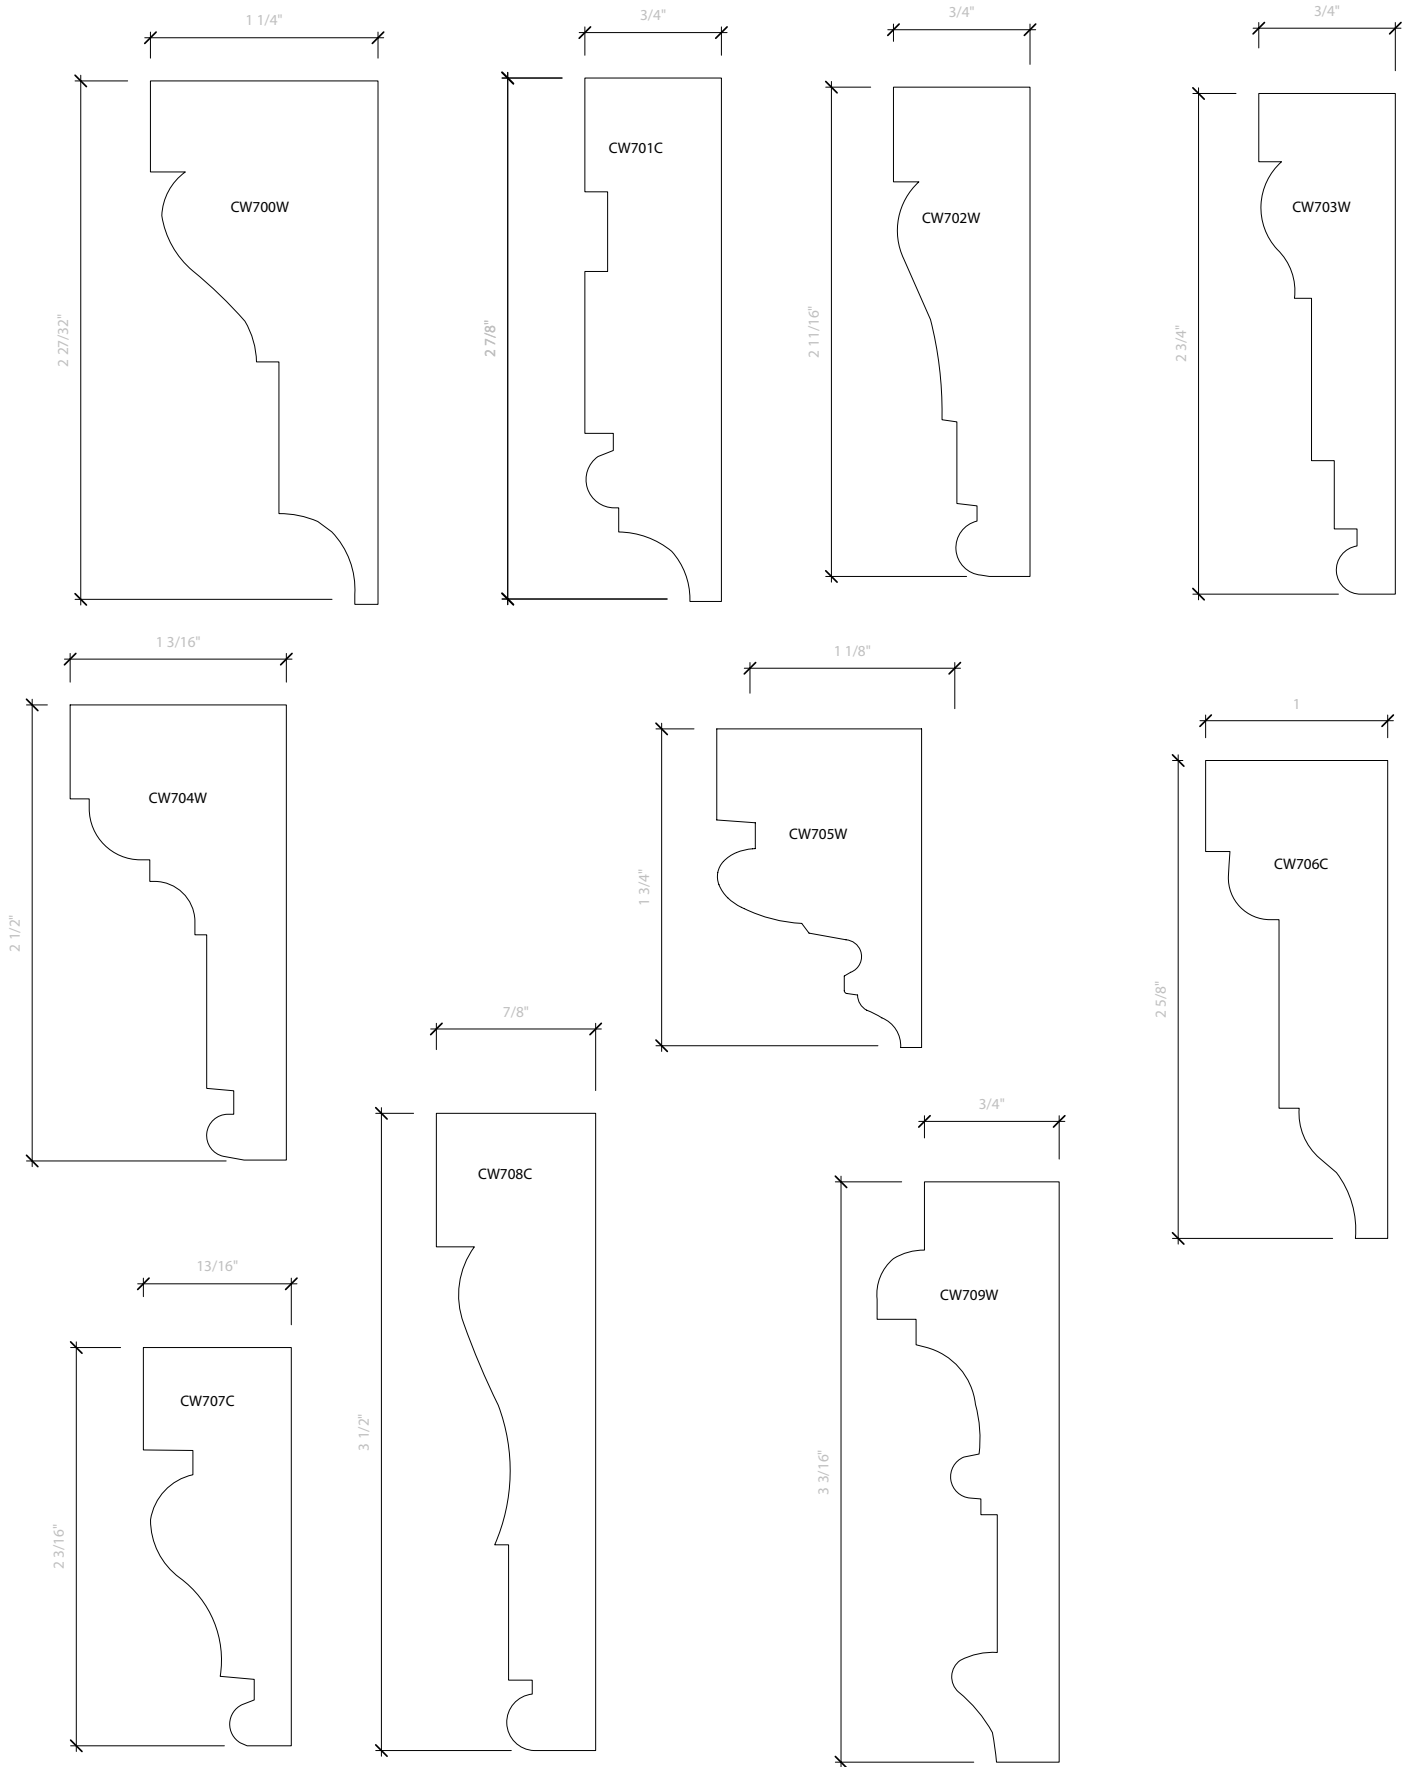 1 1/4"
3/4"
3/4"
3/4"
CW700W
CW701C
CW702W
CW703W
2 27/32"
2 7/8"
2 11/16"
2 3/4"
1 3/16"
1 1/8"
1
CW704W
CW705W
CW706C
2 1/2"
1 3/4"
2 5/8"
7/8"
3/4"
CW708C
CW709W
13/16"
CW707C
3 1/2"
3 3/16"
2 3/16"